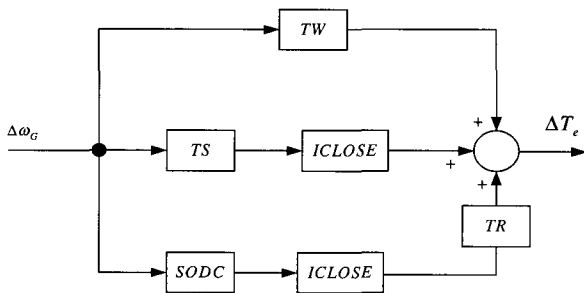 TW
+
Δω_G
TS
ICLOSE
+
ΔT_e
+
TR
SODC
ICLOSE